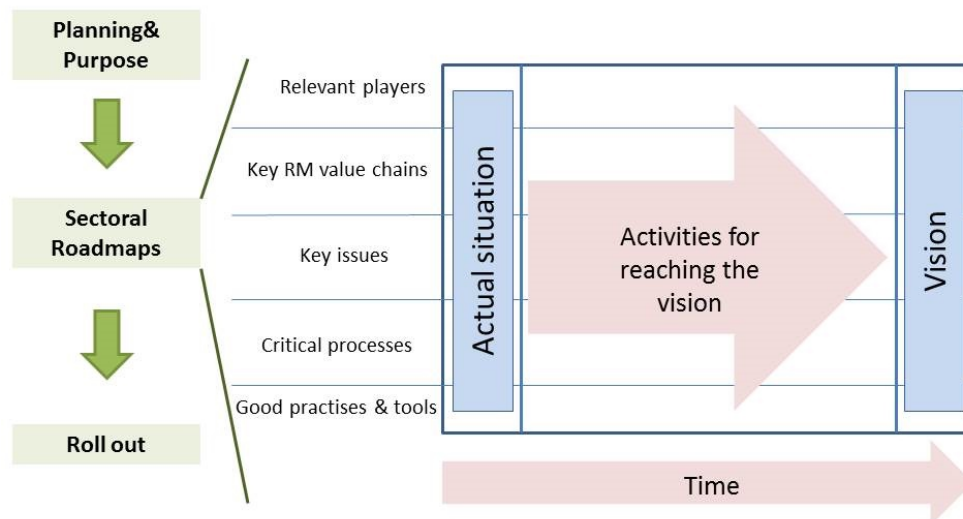 Planning&
Purpose
Sectoral
Roadmaps
Roll out
Relevant players
Key RM value chains
Key issues
Critical processes
Good practises & tools
Actual situation
Activities for
reaching the
vision
Vision
Time